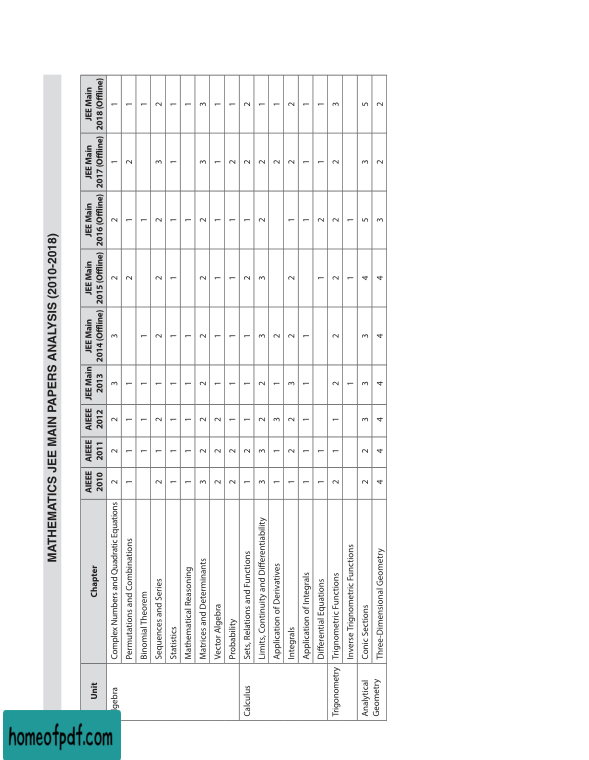 MATHEMATICS JEE MAIN PAPERS ANALYSIS (2010-2018)
Unit Chapter AIEEE 2010 AIEEE 2011 AIEEE 2012 JEE Main 2013 JEE Main 2014 (Offline) JEE Main 2015 (Offline) JEE Main 2016 (Offline) JEE Main 2017 (Offline) JEE Main 2018 (Offline)
gebra Complex Numbers and Quadratic Equations 2 2 2 3 3 2 2 1 1
Permutations and Combinations 1 1 1 1 2 1 2 1
Binomial Theorem 1 1 1 1 1 1
Sequences and Series 2 1 2 1 2 2 2 3 2
Statistics 1 1 1 1 1 1 1 1 1
Mathematical Reasoning 1 1 1 1 1 1 1
Matrices and Determinants 3 2 2 2 2 2 2 3 3
Vector Algebra 2 2 2 1 1 1 1 1 1
Probability 2 2 1 1 1 1 1 2 1
Calculus Sets, Relations and Functions 1 2 1 1 1 2 1 2 2
Limits, Continuity and Differentiability 3 3 2 2 3 3 2 2 1
Application of Derivatives 1 1 3 1 2 2 1
Integrals 1 2 2 3 2 2 1 2 2
Application of Integrals 1 1 1 1 1 1 1 1
Differential Equations 1 1 1 2 1 1
Trigonometry Trignometric Functions 2 1 1 2 2 2 2 2 3
Inverse Trignometric Functions 1 1 1
Analytical Geometry Conic Sections 2 2 3 3 3 4 5 3 5
Three-Dimensional Geometry 4 4 4 4 4 4 3 2 2
homeofpdf.com